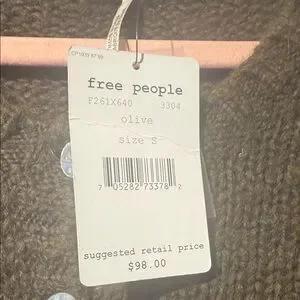 free people
F261X640 3304
olive
size S
7 05282 73378 2
suggested retail price
$98.00